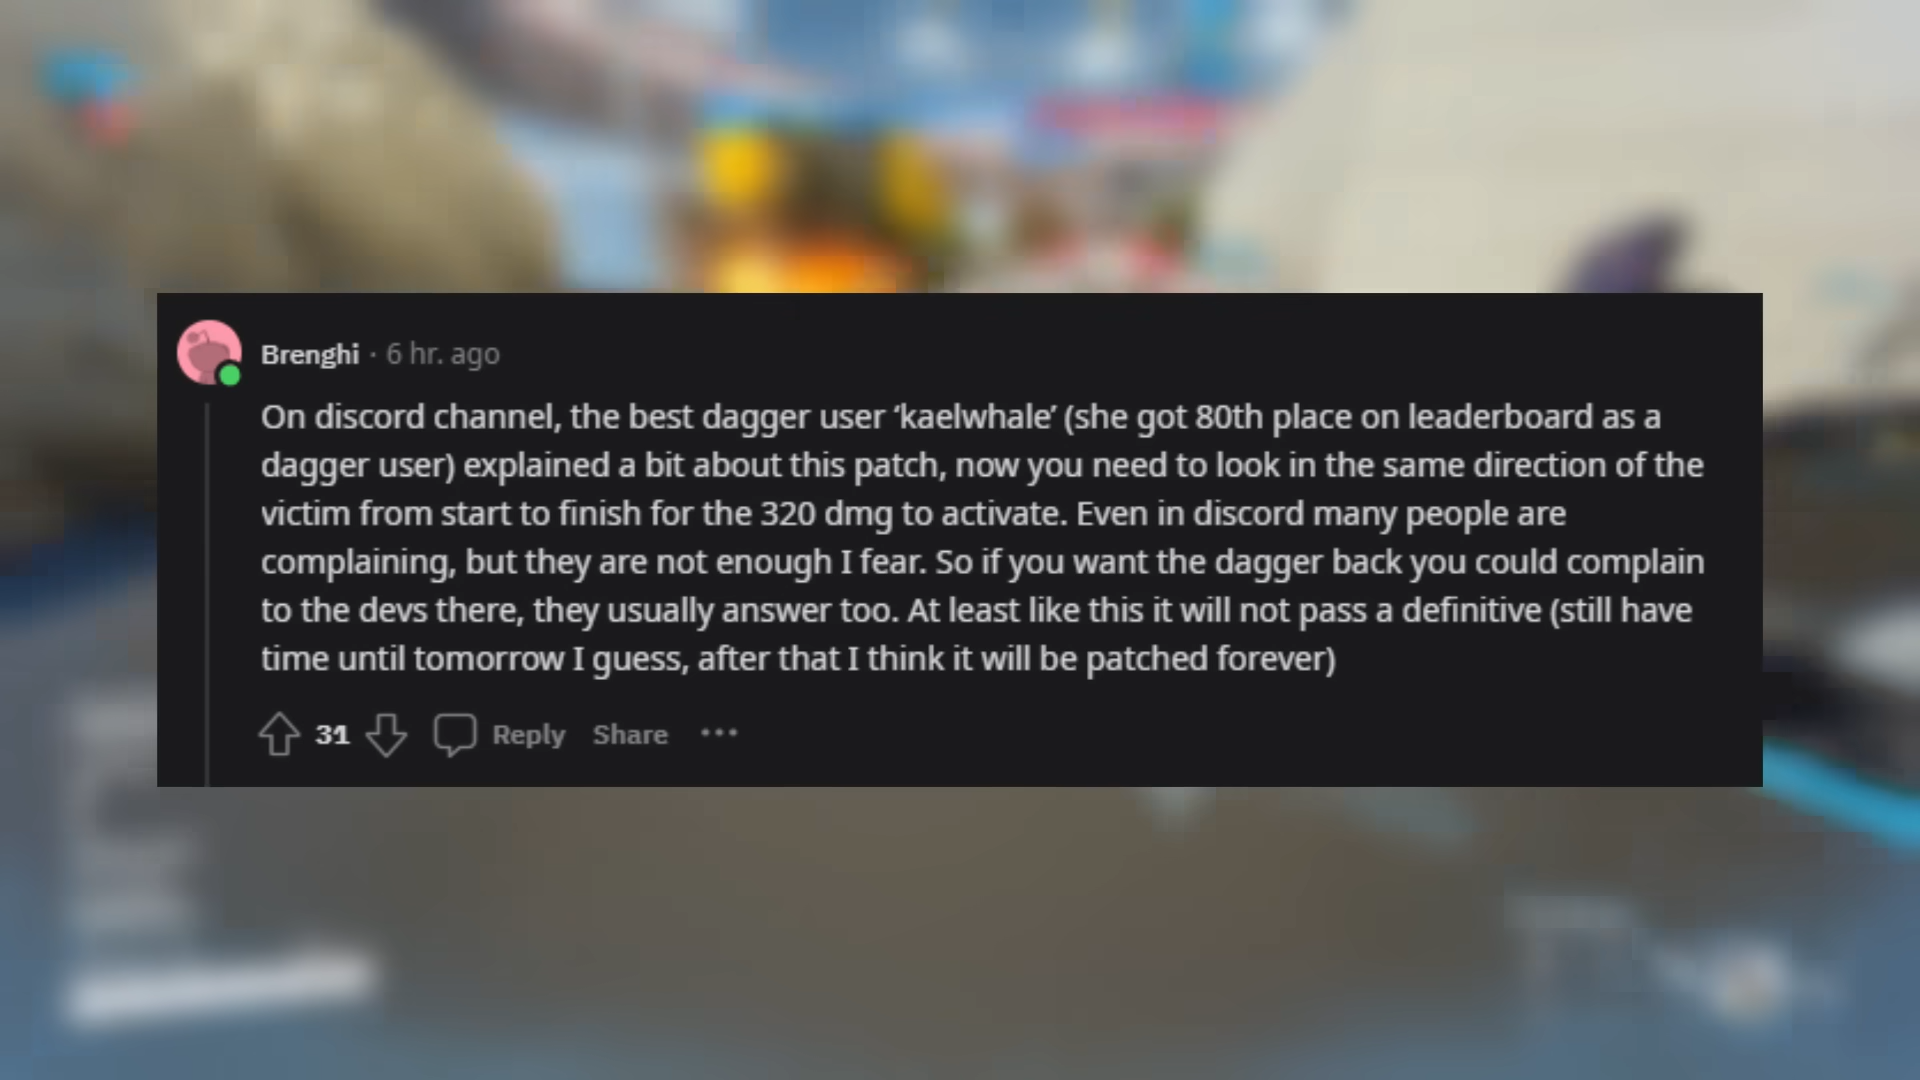 Brenghi · 6 hr. ago
On discord channel, the best dagger user ‘kaelwhale’ (she got 80th place on leaderboard as a
dagger user) explained a bit about this patch, now you need to look in the same direction of the
victim from start to finish for the 320 dmg to activate. Even in discord many people are
complaining, but they are not enough I fear. So if you want the dagger back you could complain
to the devs there, they usually answer too. At least like this it will not pass a definitive (still have
time until tomorrow I guess, after that I think it will be patched forever)
31 Reply Share ···